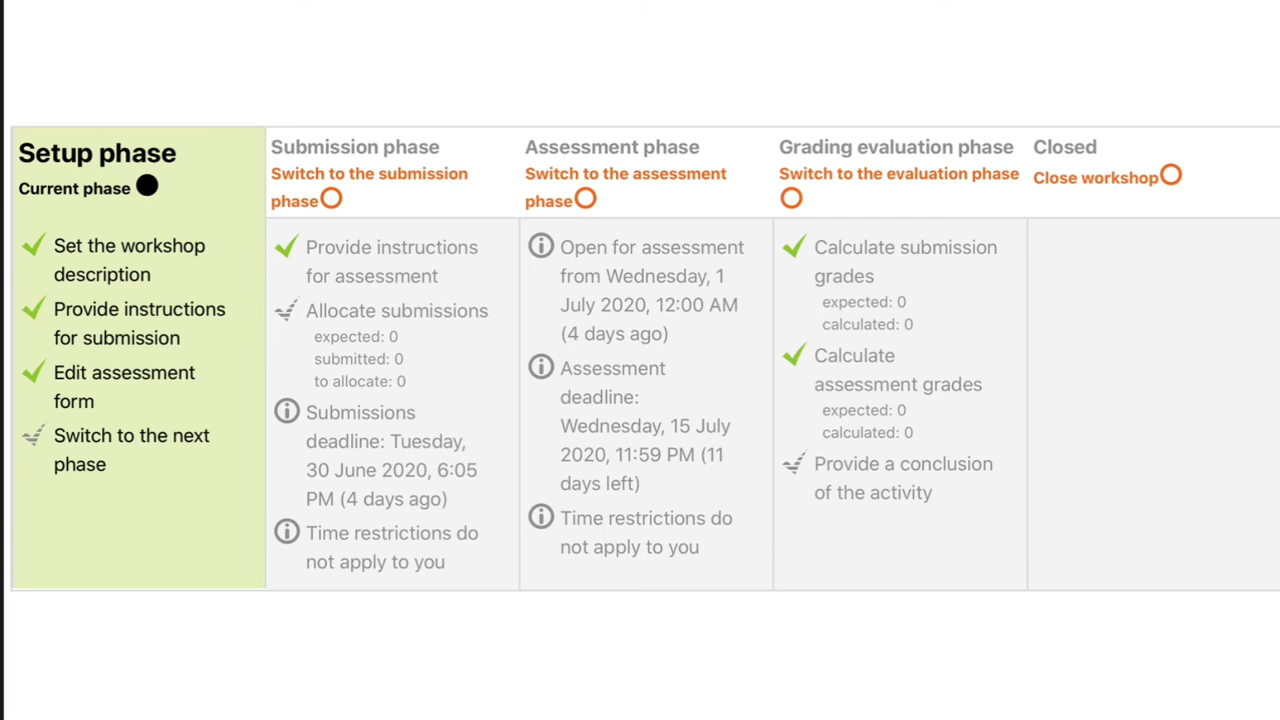 Setup phase
Current phase
Set the workshop
description
Provide instructions
for submission
Edit assessment
form
Switch to the next
phase
Submission phase
Switch to the submission
phase
Provide instructions
for assessment
Allocate submissions
expected: 0
submitted: 0
to allocate: 0
Submissions
deadline: Tuesday,
30 June 2020, 6:05
PM (4 days ago)
Time restrictions do
not apply to you
Assessment phase
Switch to the assessment
phase
Open for assessment
from Wednesday, 1
July 2020, 12:00 AM
(4 days ago)
Assessment
deadline:
Wednesday, 15 July
2020, 11:59 PM (11
days left)
Time restrictions do
not apply to you
Grading evaluation phase
Switch to the evaluation phase
Calculate submission
grades
expected: 0
calculated: 0
Calculate
assessment grades
expected: 0
calculated: 0
Provide a conclusion
of the activity
Closed
Close workshop